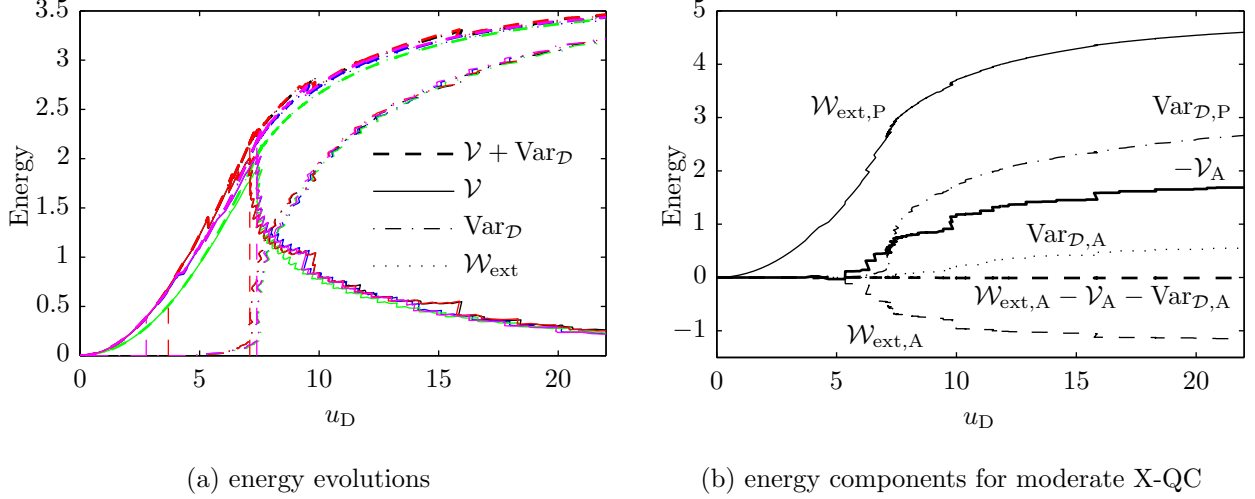 Energy
4
3.5
3
2.5
2
1.5
1
0.5
0
0 5 10 15 20
u_D
𝒱 + Var_𝒟
𝒱
Var_𝒟
𝒲_ext
(a) energy evolutions
Energy
5
4
3
2
1
0
−1
0 5 10 15 20
u_D
𝒲_ext,P
Var_𝒟,P
−𝒱_A
Var_𝒟,A
𝒲_ext,A − 𝒱_A − Var_𝒟,A
𝒲_ext,A
(b) energy components for moderate X-QC